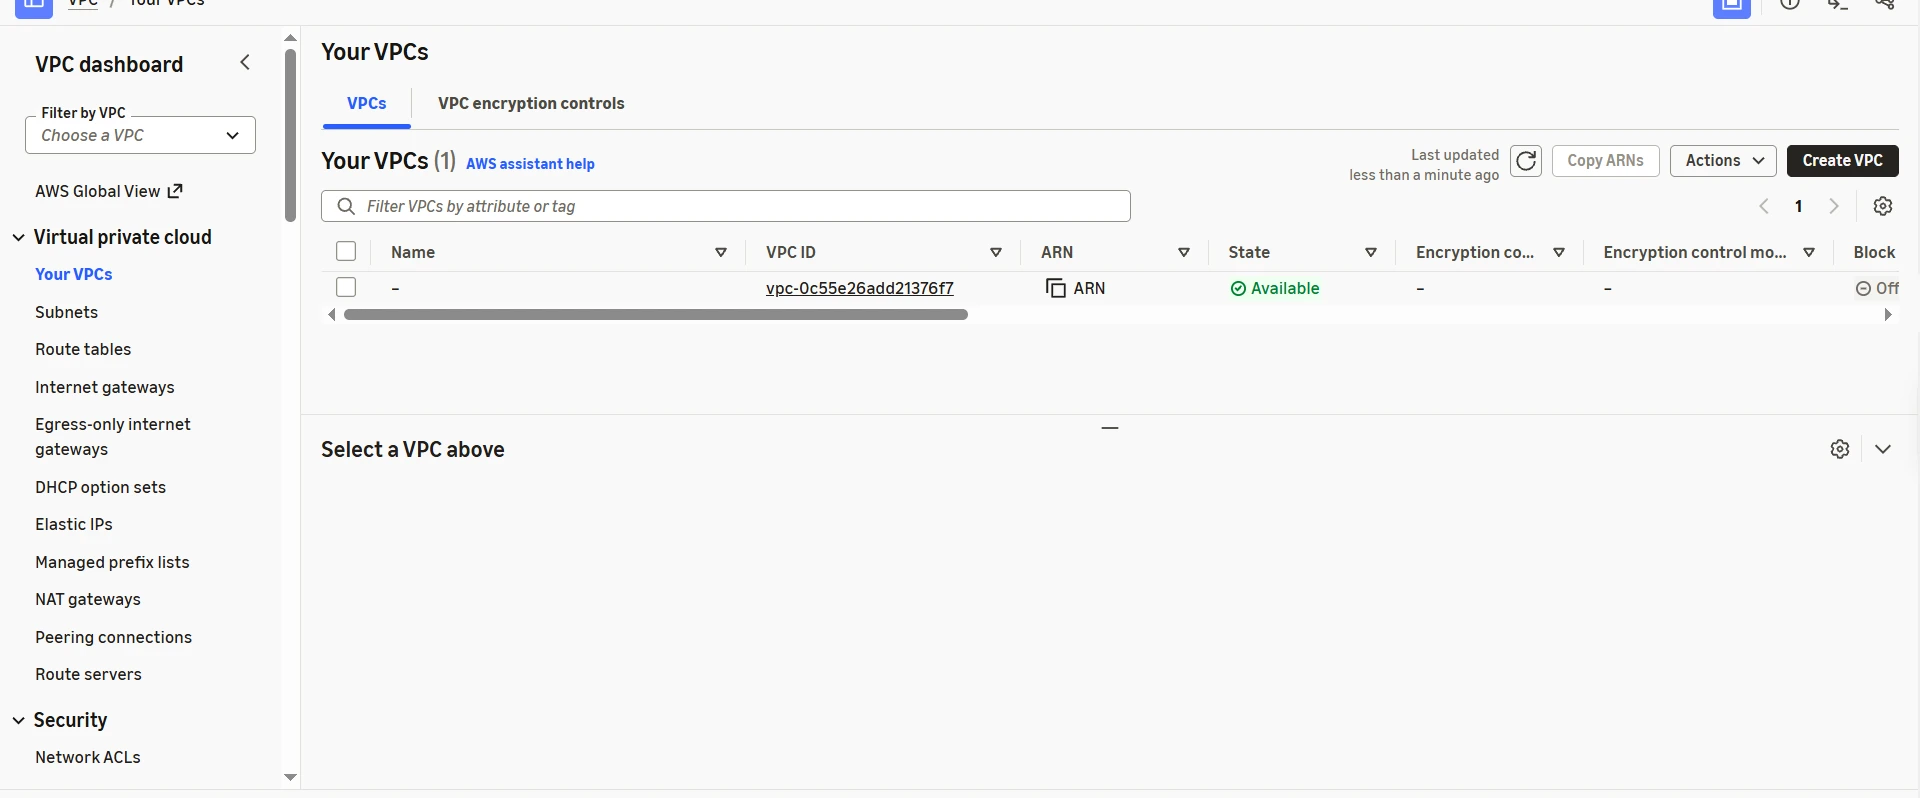 VPC / Your VPCs
VPC dashboard
Filter by VPC
Choose a VPC
AWS Global View
Virtual private cloud
Your VPCs
Subnets
Route tables
Internet gateways
Egress-only internet
gateways
DHCP option sets
Elastic IPs
Managed prefix lists
NAT gateways
Peering connections
Route servers
Security
Network ACLs
Your VPCs
VPCs
VPC encryption controls
Your VPCs (1) AWS assistant help
Last updated
less than a minute ago
Copy ARNs
Actions
Create VPC
Filter VPCs by attribute or tag
1
Name VPC ID ARN State Encryption co... Encryption control mo... Block
– vpc-0c55e26add21376f7 ARN Available – – Off
Select a VPC above